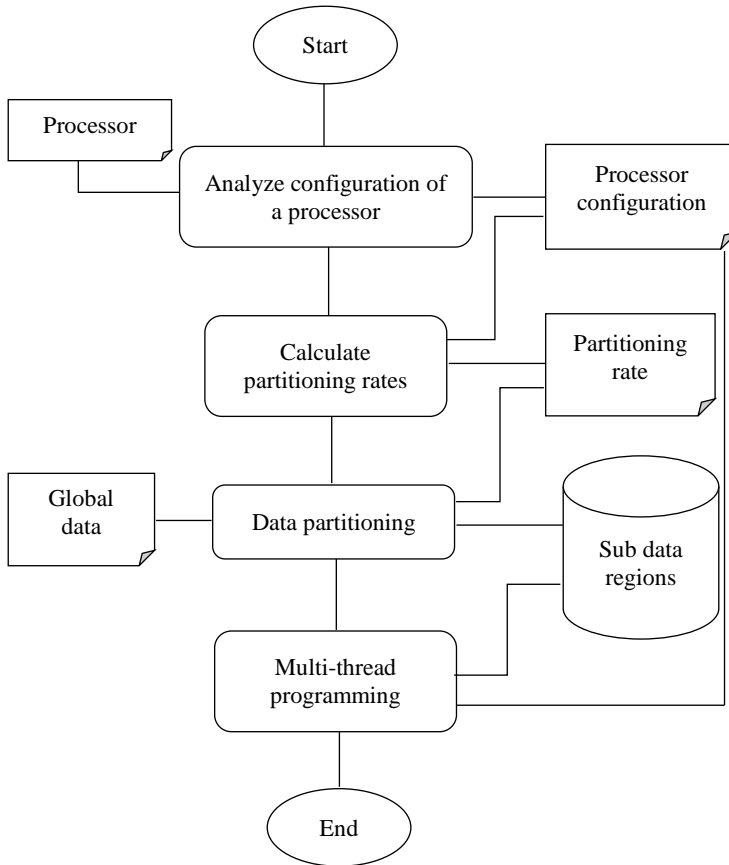 Start
Processor
Analyze configuration of
a processor
Processor
configuration
Calculate
partitioning rates
Partitioning
rate
Global
data
Data partitioning
Sub data
regions
Multi-thread
programming
End